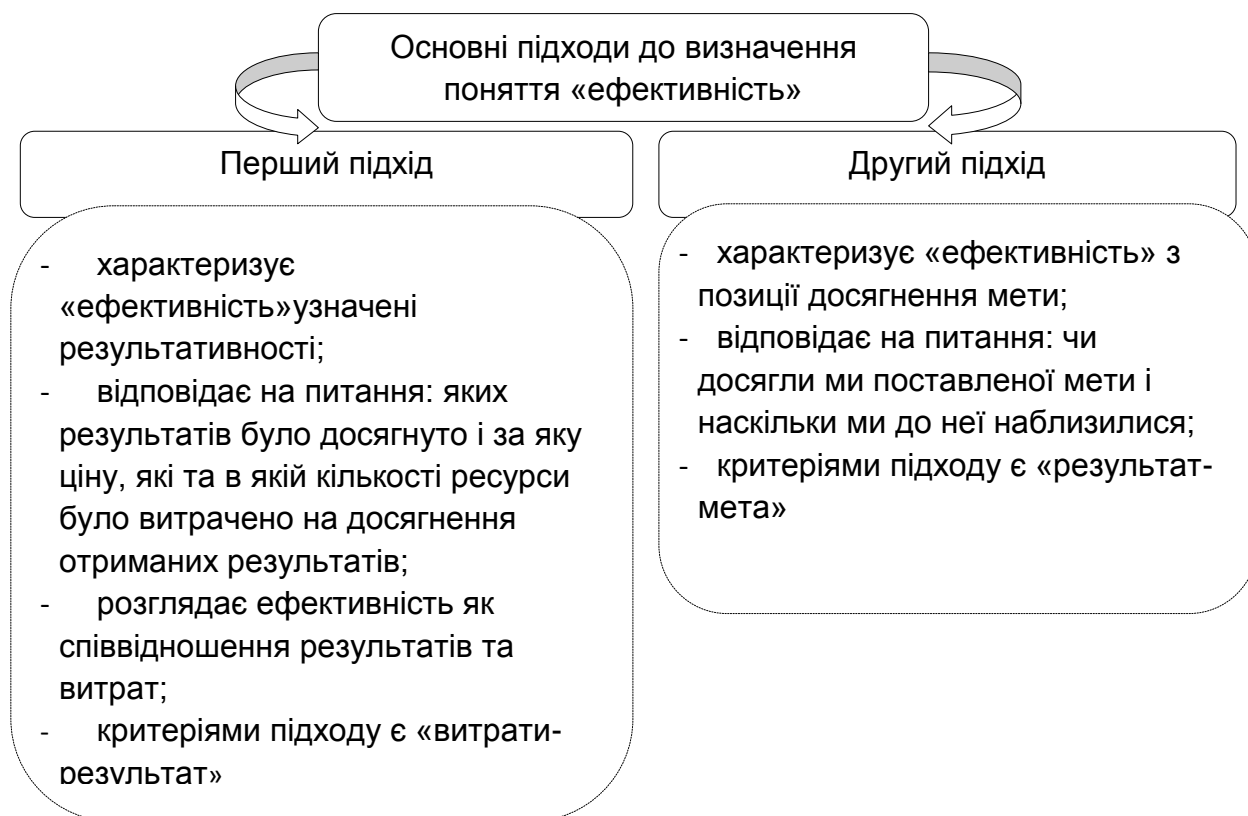 Основні підходи до визначення
поняття «ефективність»
Перший підхід
- характеризує
«ефективність»узначені
результативності;
- відповідає на питання: яких
результатів було досягнуто і за яку
ціну, які та в якій кількості ресурси
було витрачено на досягнення
отриманих результатів;
- розглядає ефективність як
співвідношення результатів та
витрат;
- критеріями підходу є «витрати-
результат»
Другий підхід
- характеризує «ефективність» з
позиції досягнення мети;
- відповідає на питання: чи
досягли ми поставленої мети і
наскільки ми до неї наблизилися;
- критеріями підходу є «результат-
мета»